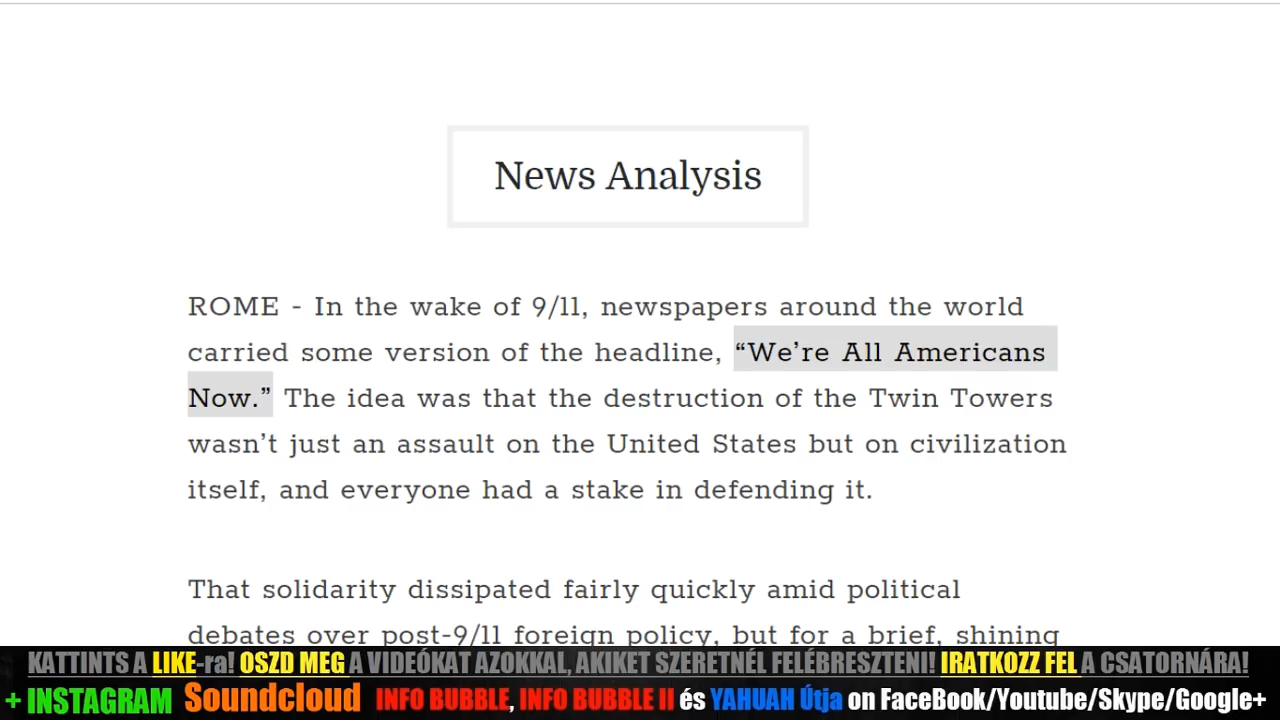 News Analysis
ROME - In the wake of 9/11, newspapers around the world
carried some version of the headline, “We’re All Americans
Now.” The idea was that the destruction of the Twin Towers
wasn’t just an assault on the United States but on civilization
itself, and everyone had a stake in defending it.
That solidarity dissipated fairly quickly amid political
debates over post-9/11 foreign policy, but for a brief, shining
KATTINTS A LIKE-ra! OSZD MEG A VIDEÓKAT AZOKKAL, AKIKET SZERETNÉL FELÉBRESZTENI! IRATKOZZ FEL A CSATORNÁRA!
+ INSTAGRAM Soundcloud INFO BUBBLE, INFO BUBBLE II és YAHUAH Útja on FaceBook/Youtube/Skype/Google+